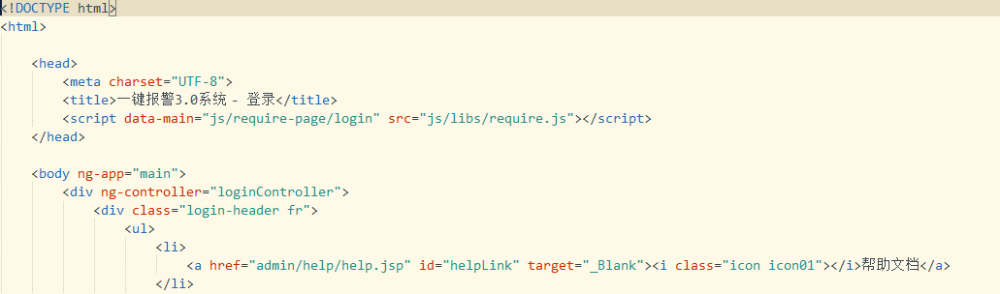 <!DOCTYPE html>
<html>
<head>
<meta charset="UTF-8">
<title>一键报警3.0系统 - 登录</title>
<script data-main="js/require-page/login" src="js/libs/require.js"></script>
</head>
<body ng-app="main">
<div ng-controller="loginController">
<div class="login-header fr">
<ul>
<li>
<a href="admin/help/help.jsp" id="helpLink" target="_Blank"><i class="icon icon01"></i>帮助文档</a>
</li>